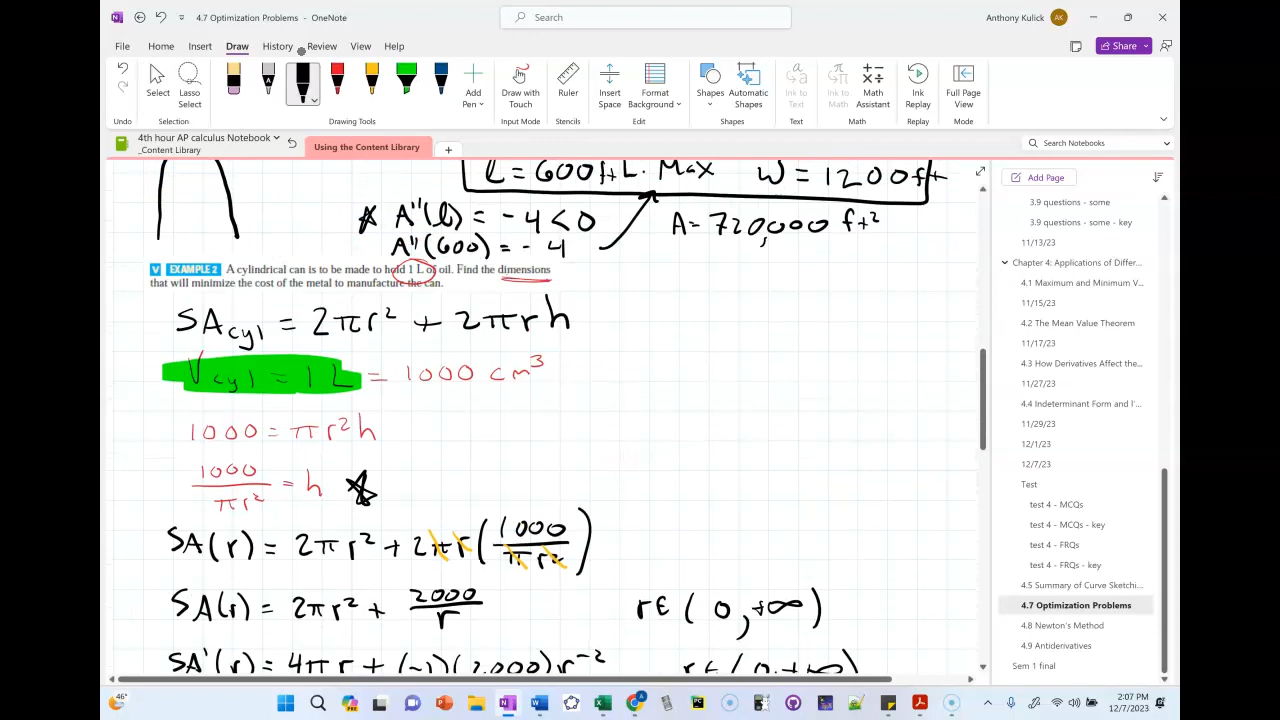 4.7 Optimization Problems - OneNote
Search
Anthony Kulick AK
File Home Insert Draw History Review View Help
Share
Undo
Select
Lasso Select
Selection
Drawing Tools
Add Pen
Draw with Touch
Input Mode
Ruler
Stencils
Insert Space
Format Background
Edit
Shapes
Automatic Shapes
Shapes
Ink to Text
Text
Ink to Math
Math Assistant
Math
Ink Replay
Replay
Full Page View
Mode
4th hour AP calculus Notebook
_Content Library
Using the Content Library
Search Notebooks
Add Page
l = 600 ft L. Max w = 1200 ft
A''(l) = -4 < 0
A = 720,000 ft²
A''(600) = -4
V EXAMPLE 2 A cylindrical can is to be made to hold 1 L of oil. Find the dimensions
that will minimize the cost of the metal to manufacture the can.
SAcyl = 2πr² + 2πrh
Vcyl = 1 L = 1000 cm³
1000 = πr²h
1000/πr² = h
SA(r) = 2πr² + 2πr(1000/πr²)
SA(r) = 2πr² + 2000/r r∈(0, +∞)
SA'(r) = 4πr + (-1)(2,000)r⁻² r∈(0, +∞)
3.9 questions - some
3.9 questions - some - key
11/13/23
Chapter 4: Applications of Differ...
4.1 Maximum and Minimum V...
11/15/23
4.2 The Mean Value Theorem
11/17/23
4.3 How Derivatives Affect the...
11/27/23
4.4 Indeterminant Form and l'...
11/29/23
12/1/23
12/7/23
Test
test 4 - MCQs
test 4 - MCQs - key
test 4 - FRQs
test 4 - FRQs - key
4.5 Summary of Curve Sketchi...
4.7 Optimization Problems
4.8 Newton's Method
4.9 Antiderivatives
Sem 1 final
46°
2:07 PM
12/7/2023